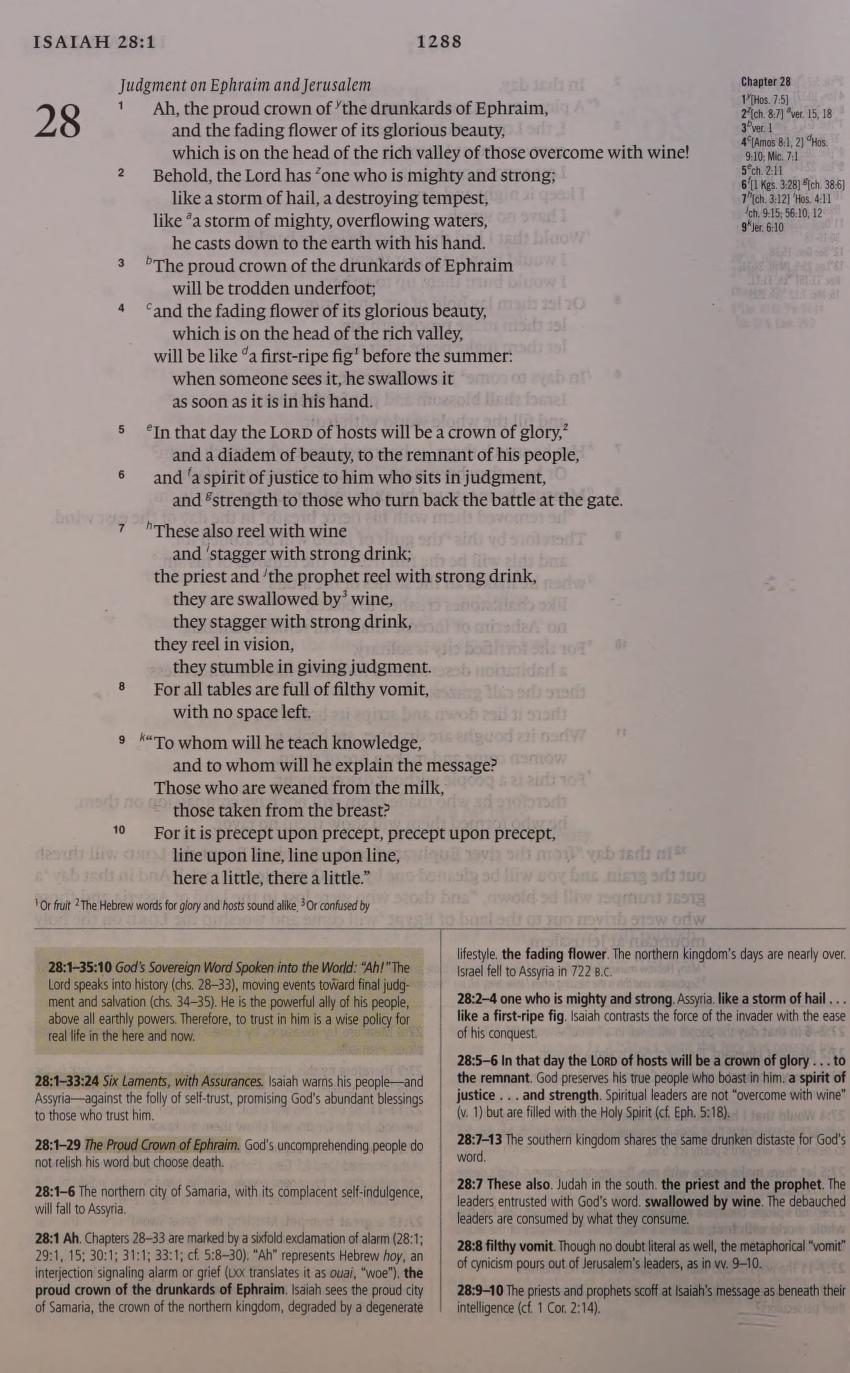 ISAIAH 28:1
1288
Judgment on Ephraim and Jerusalem
28
1 Ah, the proud crown of ʸthe drunkards of Ephraim,
and the fading flower of its glorious beauty,
which is on the head of the rich valley of those overcome with wine!
2 Behold, the Lord has ᶻone who is mighty and strong;
like a storm of hail, a destroying tempest,
like ᵃa storm of mighty, overflowing waters,
he casts down to the earth with his hand.
3 ᵇThe proud crown of the drunkards of Ephraim
will be trodden underfoot;
4 ᶜand the fading flower of its glorious beauty,
which is on the head of the rich valley,
will be like ᵈa first-ripe fig¹ before the summer:
when someone sees it, he swallows it
as soon as it is in his hand.
5 ᵉIn that day the LORD of hosts will be a crown of glory,²
and a diadem of beauty, to the remnant of his people,
6 and ᶠa spirit of justice to him who sits in judgment,
and ᵍstrength to those who turn back the battle at the gate.
7 ʰThese also reel with wine
and ⁱstagger with strong drink;
the priest and ʲthe prophet reel with strong drink,
they are swallowed by³ wine,
they stagger with strong drink,
they reel in vision,
they stumble in giving judgment.
8 For all tables are full of filthy vomit,
with no space left.
9 ᵏ“To whom will he teach knowledge,
and to whom will he explain the message?
Those who are weaned from the milk,
those taken from the breast?
10 For it is precept upon precept, precept upon precept,
line upon line, line upon line,
here a little, there a little.”
Chapter 28
1ʸ[Hos. 7:5]
2ᶻ[ch. 8:7] ᵃver. 15, 18
3ᵇver. 1
4ᶜ[Amos 8:1, 2] ᵈHos.
9:10; Mic. 7:1
5ᵉch. 2:11
6ᶠ[1 Kgs. 3:28] ᵍ[ch. 38:6]
7ʰ[ch. 3:12] ⁱHos. 4:11
ʲch. 9:15; 56:10, 12
9ᵏJer. 6:10
¹Or fruit ²The Hebrew words for glory and hosts sound alike ³Or confused by
28:1–35:10 God’s Sovereign Word Spoken into the World: “Ah!” The
Lord speaks into history (chs. 28–33), moving events toward final judg-
ment and salvation (chs. 34–35). He is the powerful ally of his people,
above all earthly powers. Therefore, to trust in him is a wise policy for
real life in the here and now.
28:1–33:24 Six Laments, with Assurances. Isaiah warns his people—and
Assyria—against the folly of self-trust, promising God’s abundant blessings
to those who trust him.
28:1–29 The Proud Crown of Ephraim. God’s uncomprehending people do
not relish his word but choose death.
28:1–6 The northern city of Samaria, with its complacent self-indulgence,
will fall to Assyria.
28:1 Ah. Chapters 28–33 are marked by a sixfold exclamation of alarm (28:1;
29:1, 15; 30:1; 31:1; 33:1; cf. 5:8–30). “Ah” represents Hebrew hoy, an
interjection signaling alarm or grief (LXX translates it as ouai, “woe”). the
proud crown of the drunkards of Ephraim. Isaiah sees the proud city
of Samaria, the crown of the northern kingdom, degraded by a degenerate
lifestyle. the fading flower. The northern kingdom’s days are nearly over.
Israel fell to Assyria in 722 B.C.
28:2–4 one who is mighty and strong. Assyria. like a storm of hail . . .
like a first-ripe fig. Isaiah contrasts the force of the invader with the ease
of his conquest.
28:5–6 In that day the LORD of hosts will be a crown of glory . . . to
the remnant. God preserves his true people who boast in him. a spirit of
justice . . . and strength. Spiritual leaders are not “overcome with wine”
(v. 1) but are filled with the Holy Spirit (cf. Eph. 5:18).
28:7–13 The southern kingdom shares the same drunken distaste for God’s
word.
28:7 These also. Judah in the south. the priest and the prophet. The
leaders entrusted with God’s word. swallowed by wine. The debauched
leaders are consumed by what they consume.
28:8 filthy vomit. Though no doubt literal as well, the metaphorical “vomit”
of cynicism pours out of Jerusalem’s leaders, as in vv. 9–10.
28:9–10 The priests and prophets scoff at Isaiah’s message as beneath their
intelligence (cf. 1 Cor. 2:14).